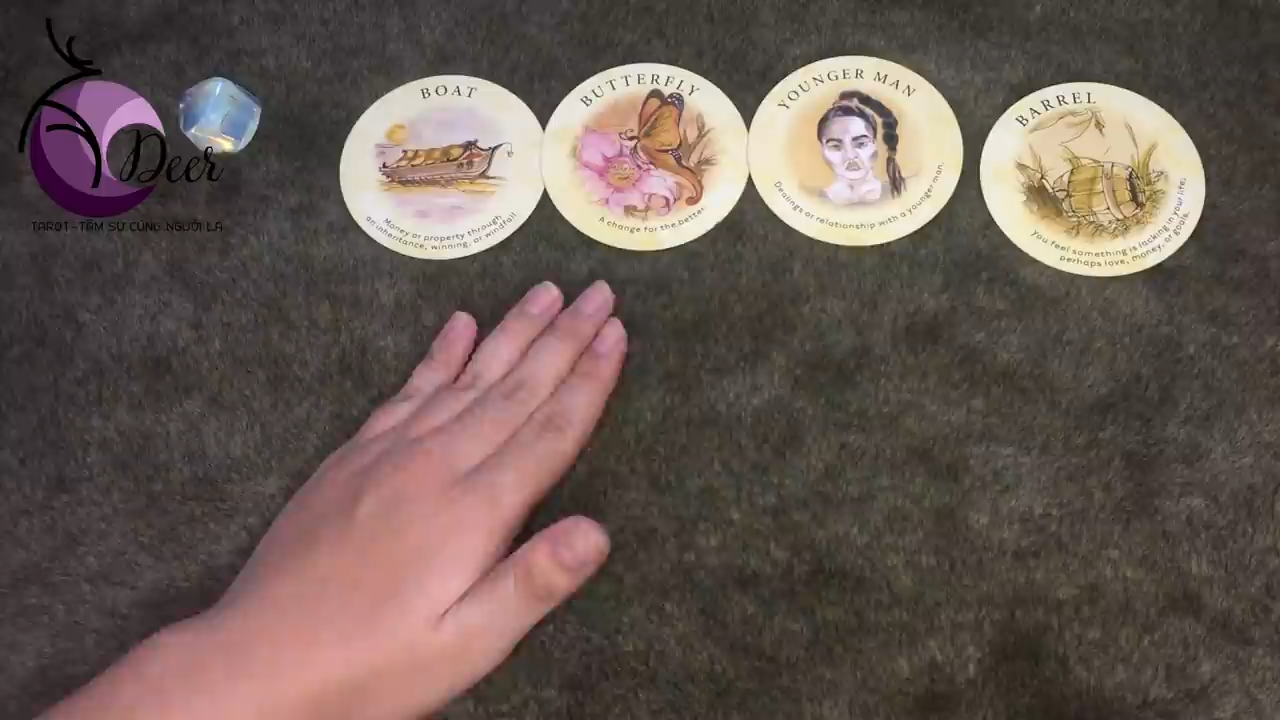 Deer
TAROT - TÂM SỰ CÙNG NGƯỜI LẠ
BOAT
Money or property through
an inheritance, winning, or windfall.
BUTTERFLY
A change for the better.
YOUNGER MAN
Dealings or relationship with a younger man.
BARREL
You feel something is lacking in your life;
perhaps love, money, or goals.